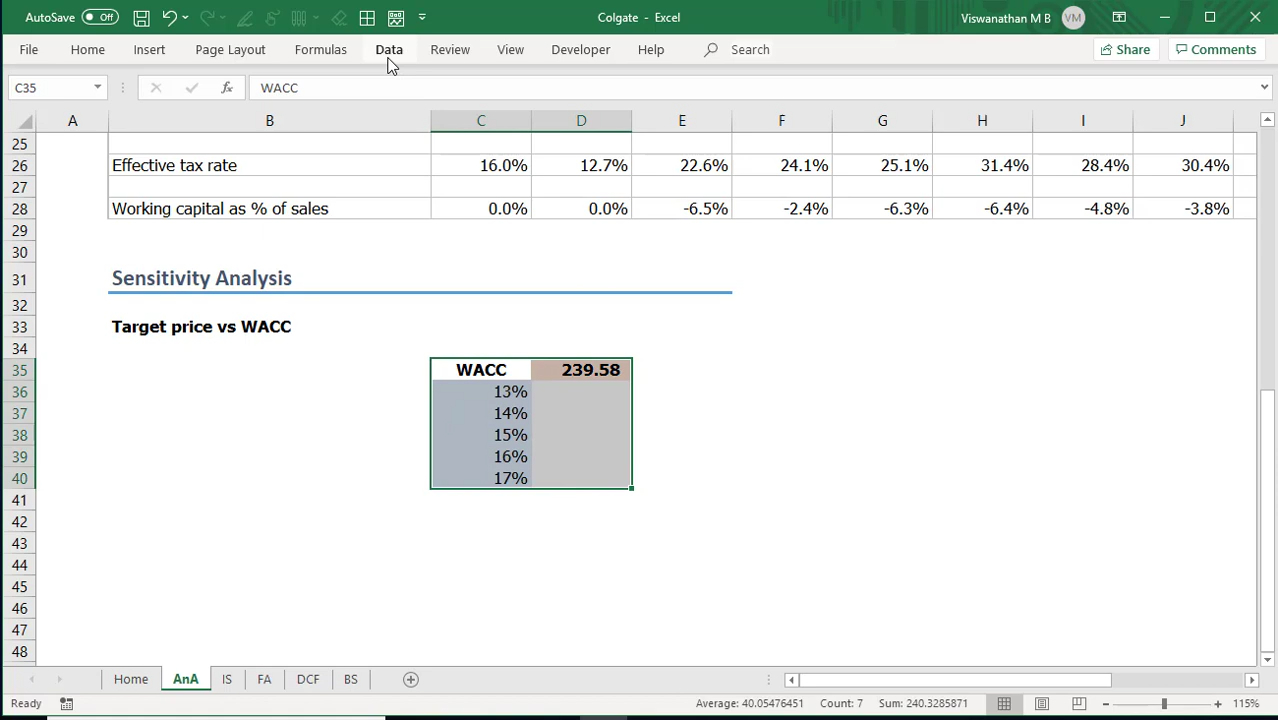 AutoSave Off Colgate - Excel Viswanathan M B VM
File Home Insert Page Layout Formulas Data Review View Developer Help Search Share Comments
C35 fx WACC
A B C D E F G H I J
25
26 Effective tax rate 16.0% 12.7% 22.6% 24.1% 25.1% 31.4% 28.4% 30.4%
27
28 Working capital as % of sales 0.0% 0.0% -6.5% -2.4% -6.3% -6.4% -4.8% -3.8%
29
30
31 Sensitivity Analysis
32
33 Target price vs WACC
34
35 WACC 239.58
36 13%
37 14%
38 15%
39 16%
40 17%
41
42
43
44
45
46
47
48
Home AnA IS FA DCF BS
Ready Average: 40.05476451 Count: 7 Sum: 240.3285871 115%